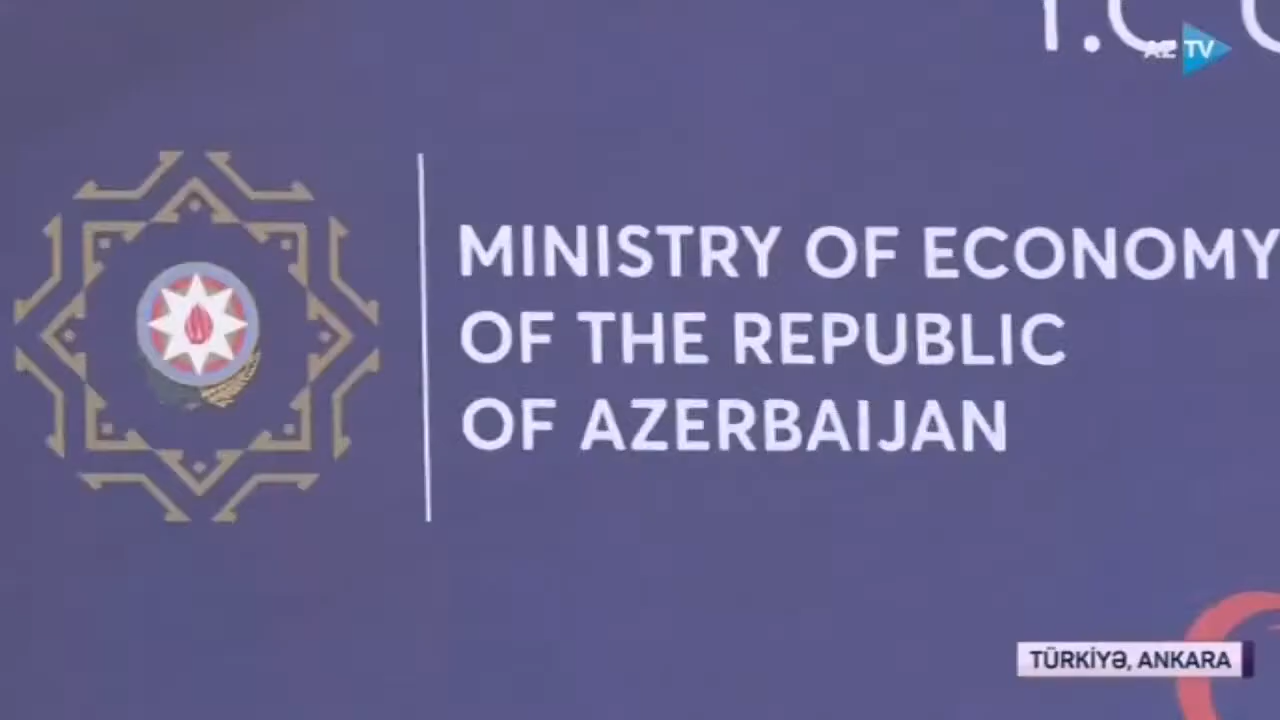 T.C.
AZ TV
MINISTRY OF ECONOMY
OF THE REPUBLIC
OF AZERBAIJAN
TÜRKİYƏ, ANKARA